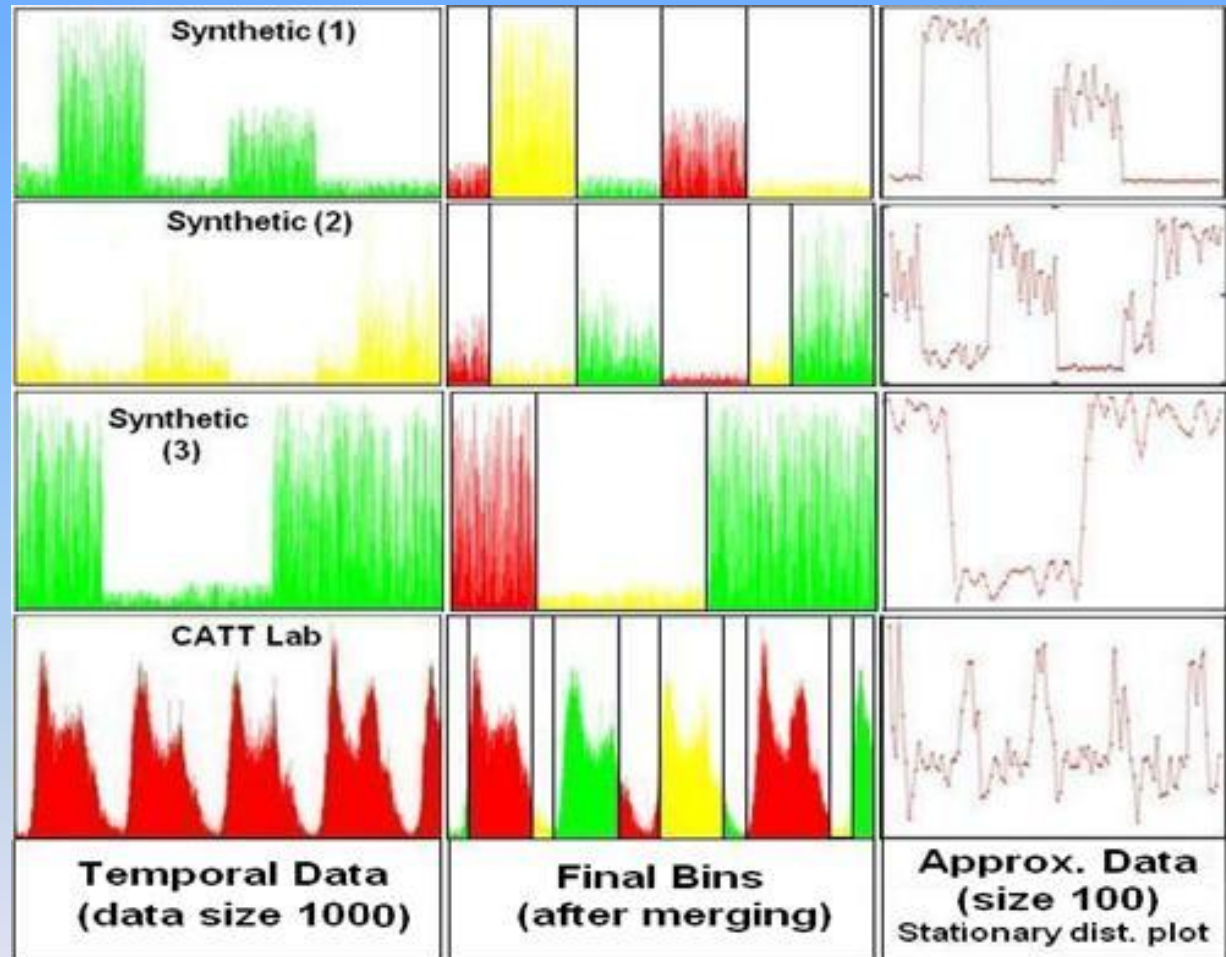 Synthetic (1)
Synthetic (2)
Synthetic
(3)
CATT Lab
Temporal Data
(data size 1000)
Final Bins
(after merging)
Approx. Data
(size 100)
Stationary dist. plot